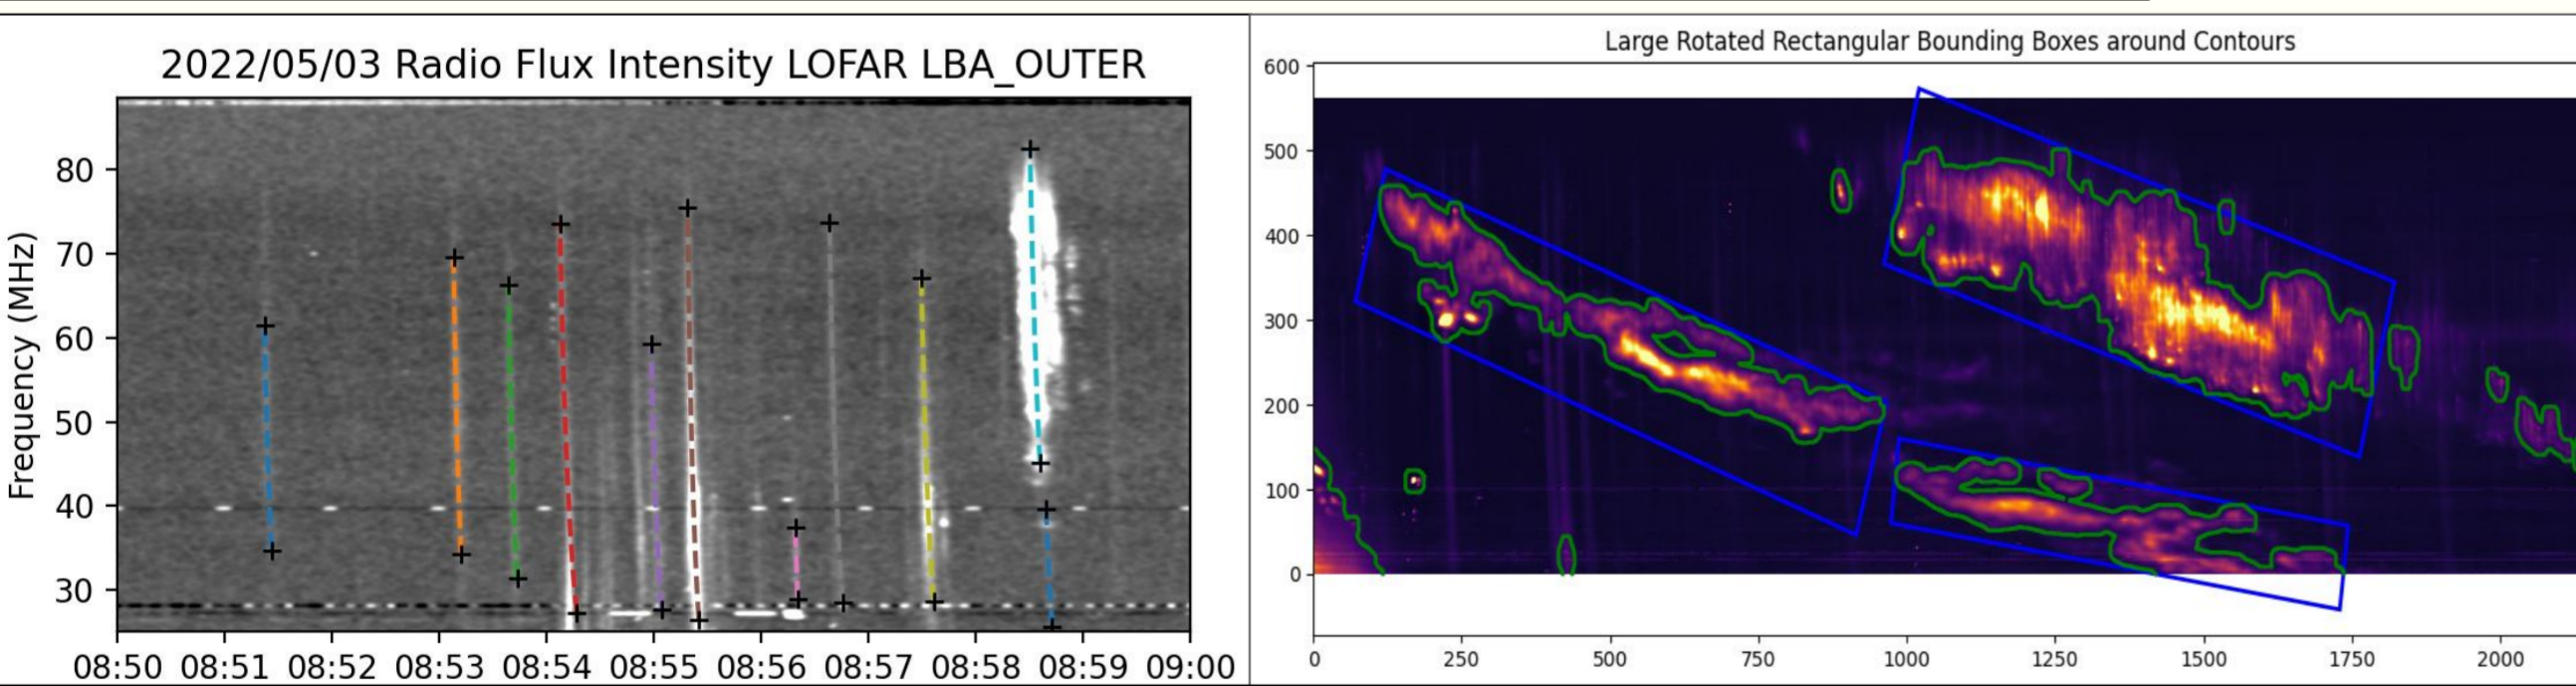 2022/05/03 Radio Flux Intensity LOFAR LBA_OUTER
Frequency (MHz)
80
70
60
50
40
30
08:50 08:51 08:52 08:53 08:54 08:55 08:56 08:57 08:58 08:59 09:00
Large Rotated Rectangular Bounding Boxes around Contours
600
500
400
300
200
100
0
0 250 500 750 1000 1250 1500 1750 2000